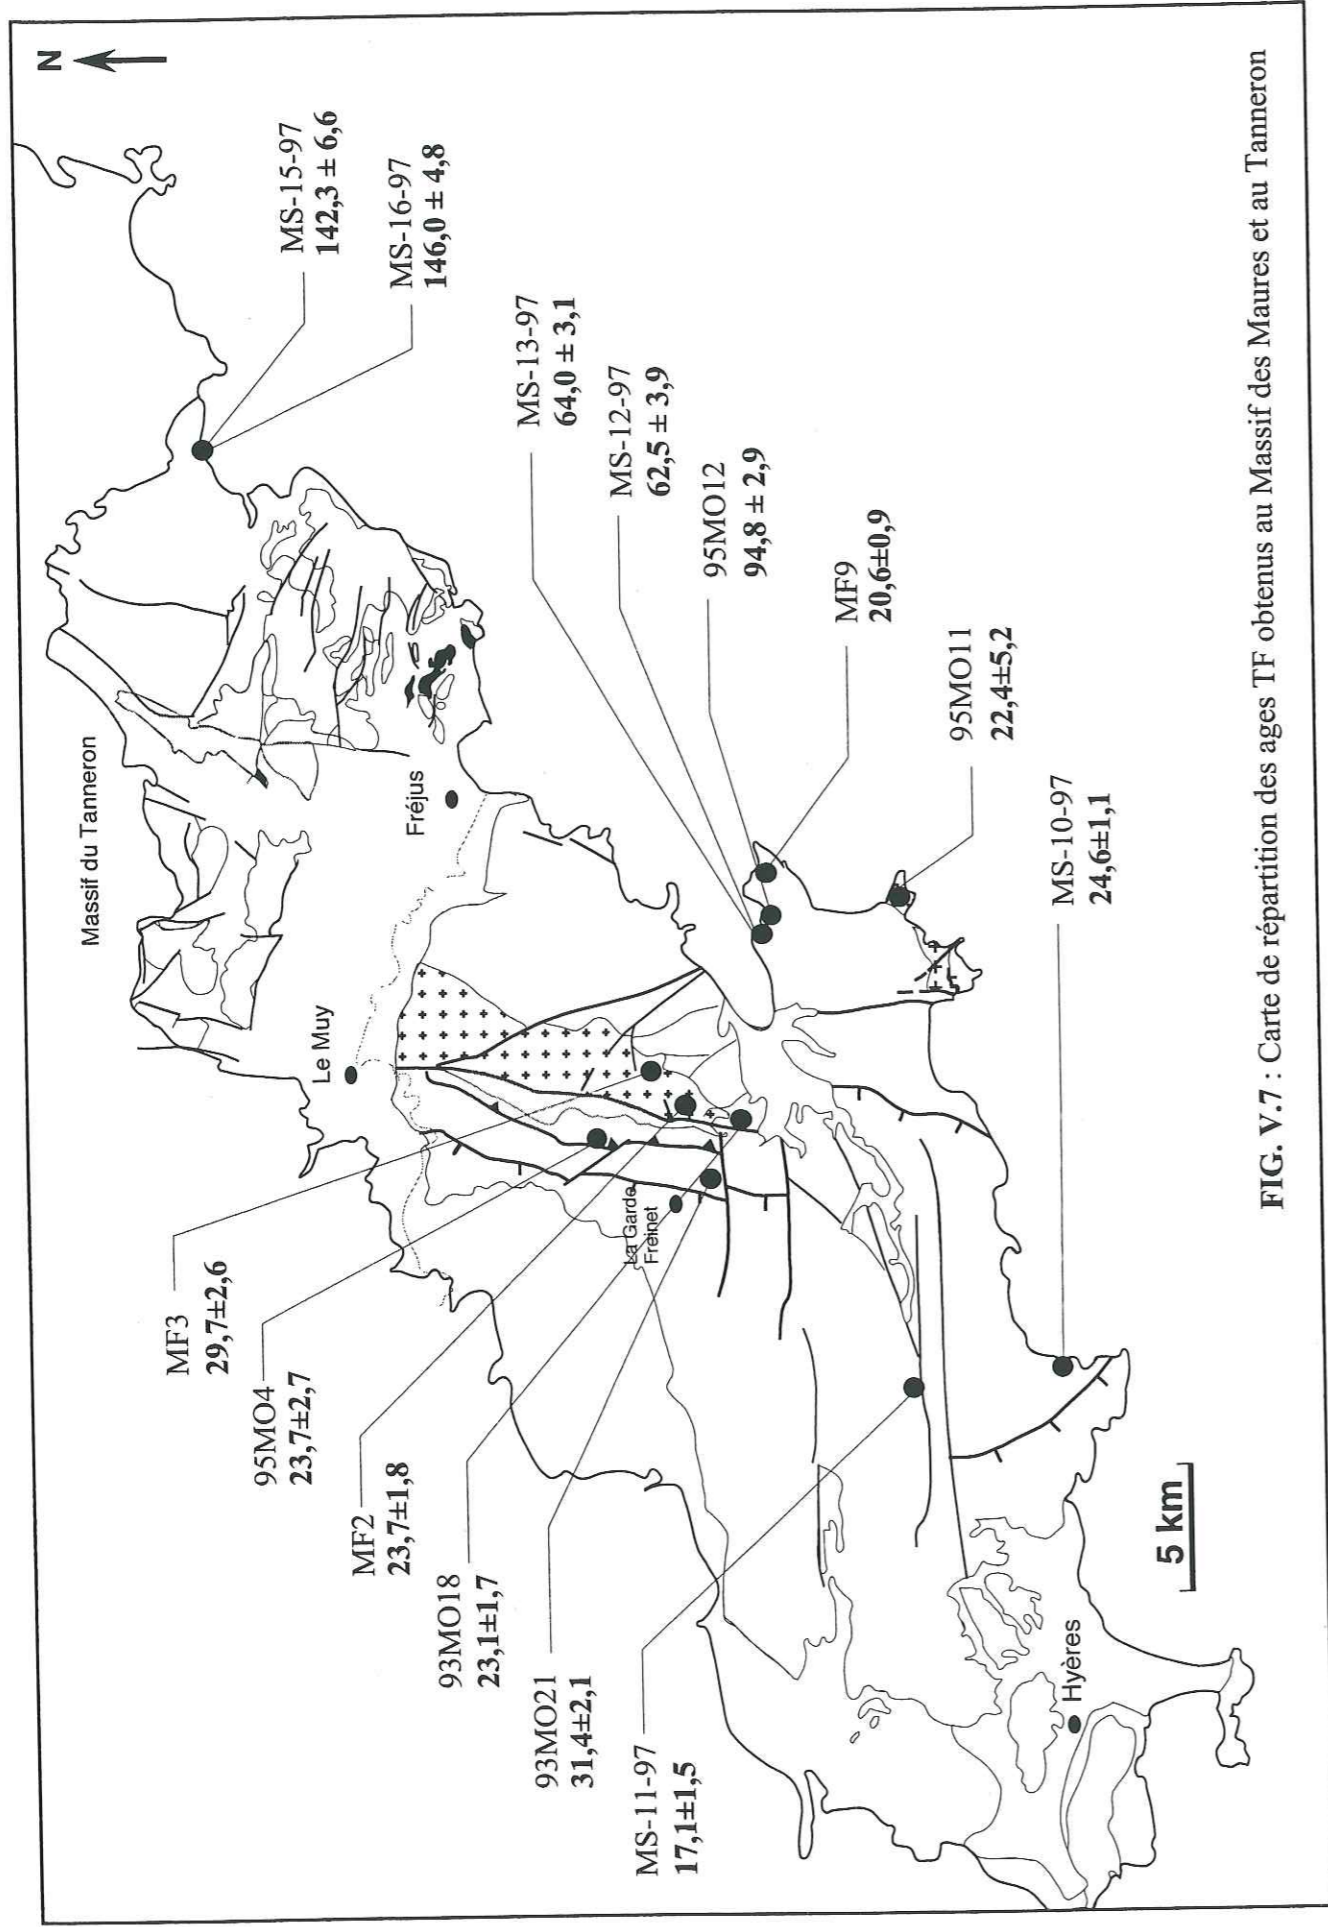 N
Massif du Tanneron
MS-15-97
142,3 ± 6,6
MS-16-97
146,0 ± 4,8
MS-13-97
64,0 ± 3,1
MS-12-97
62,5 ± 3,9
95MO12
94,8 ± 2,9
MF9
20,6±0,9
95MO11
22,4±5,2
MS-10-97
24,6±1,1
Fréjus
Le Muy
La Garde
Freinet
MF3
29,7±2,6
95MO4
23,7±2,7
MF2
23,7±1,8
93MO18
23,1±1,7
93MO21
31,4±2,1
MS-11-97
17,1±1,5
Hyères
5 km
FIG. V.7 : Carte de répartition des ages TF obtenus au Massif des Maures et au Tanneron